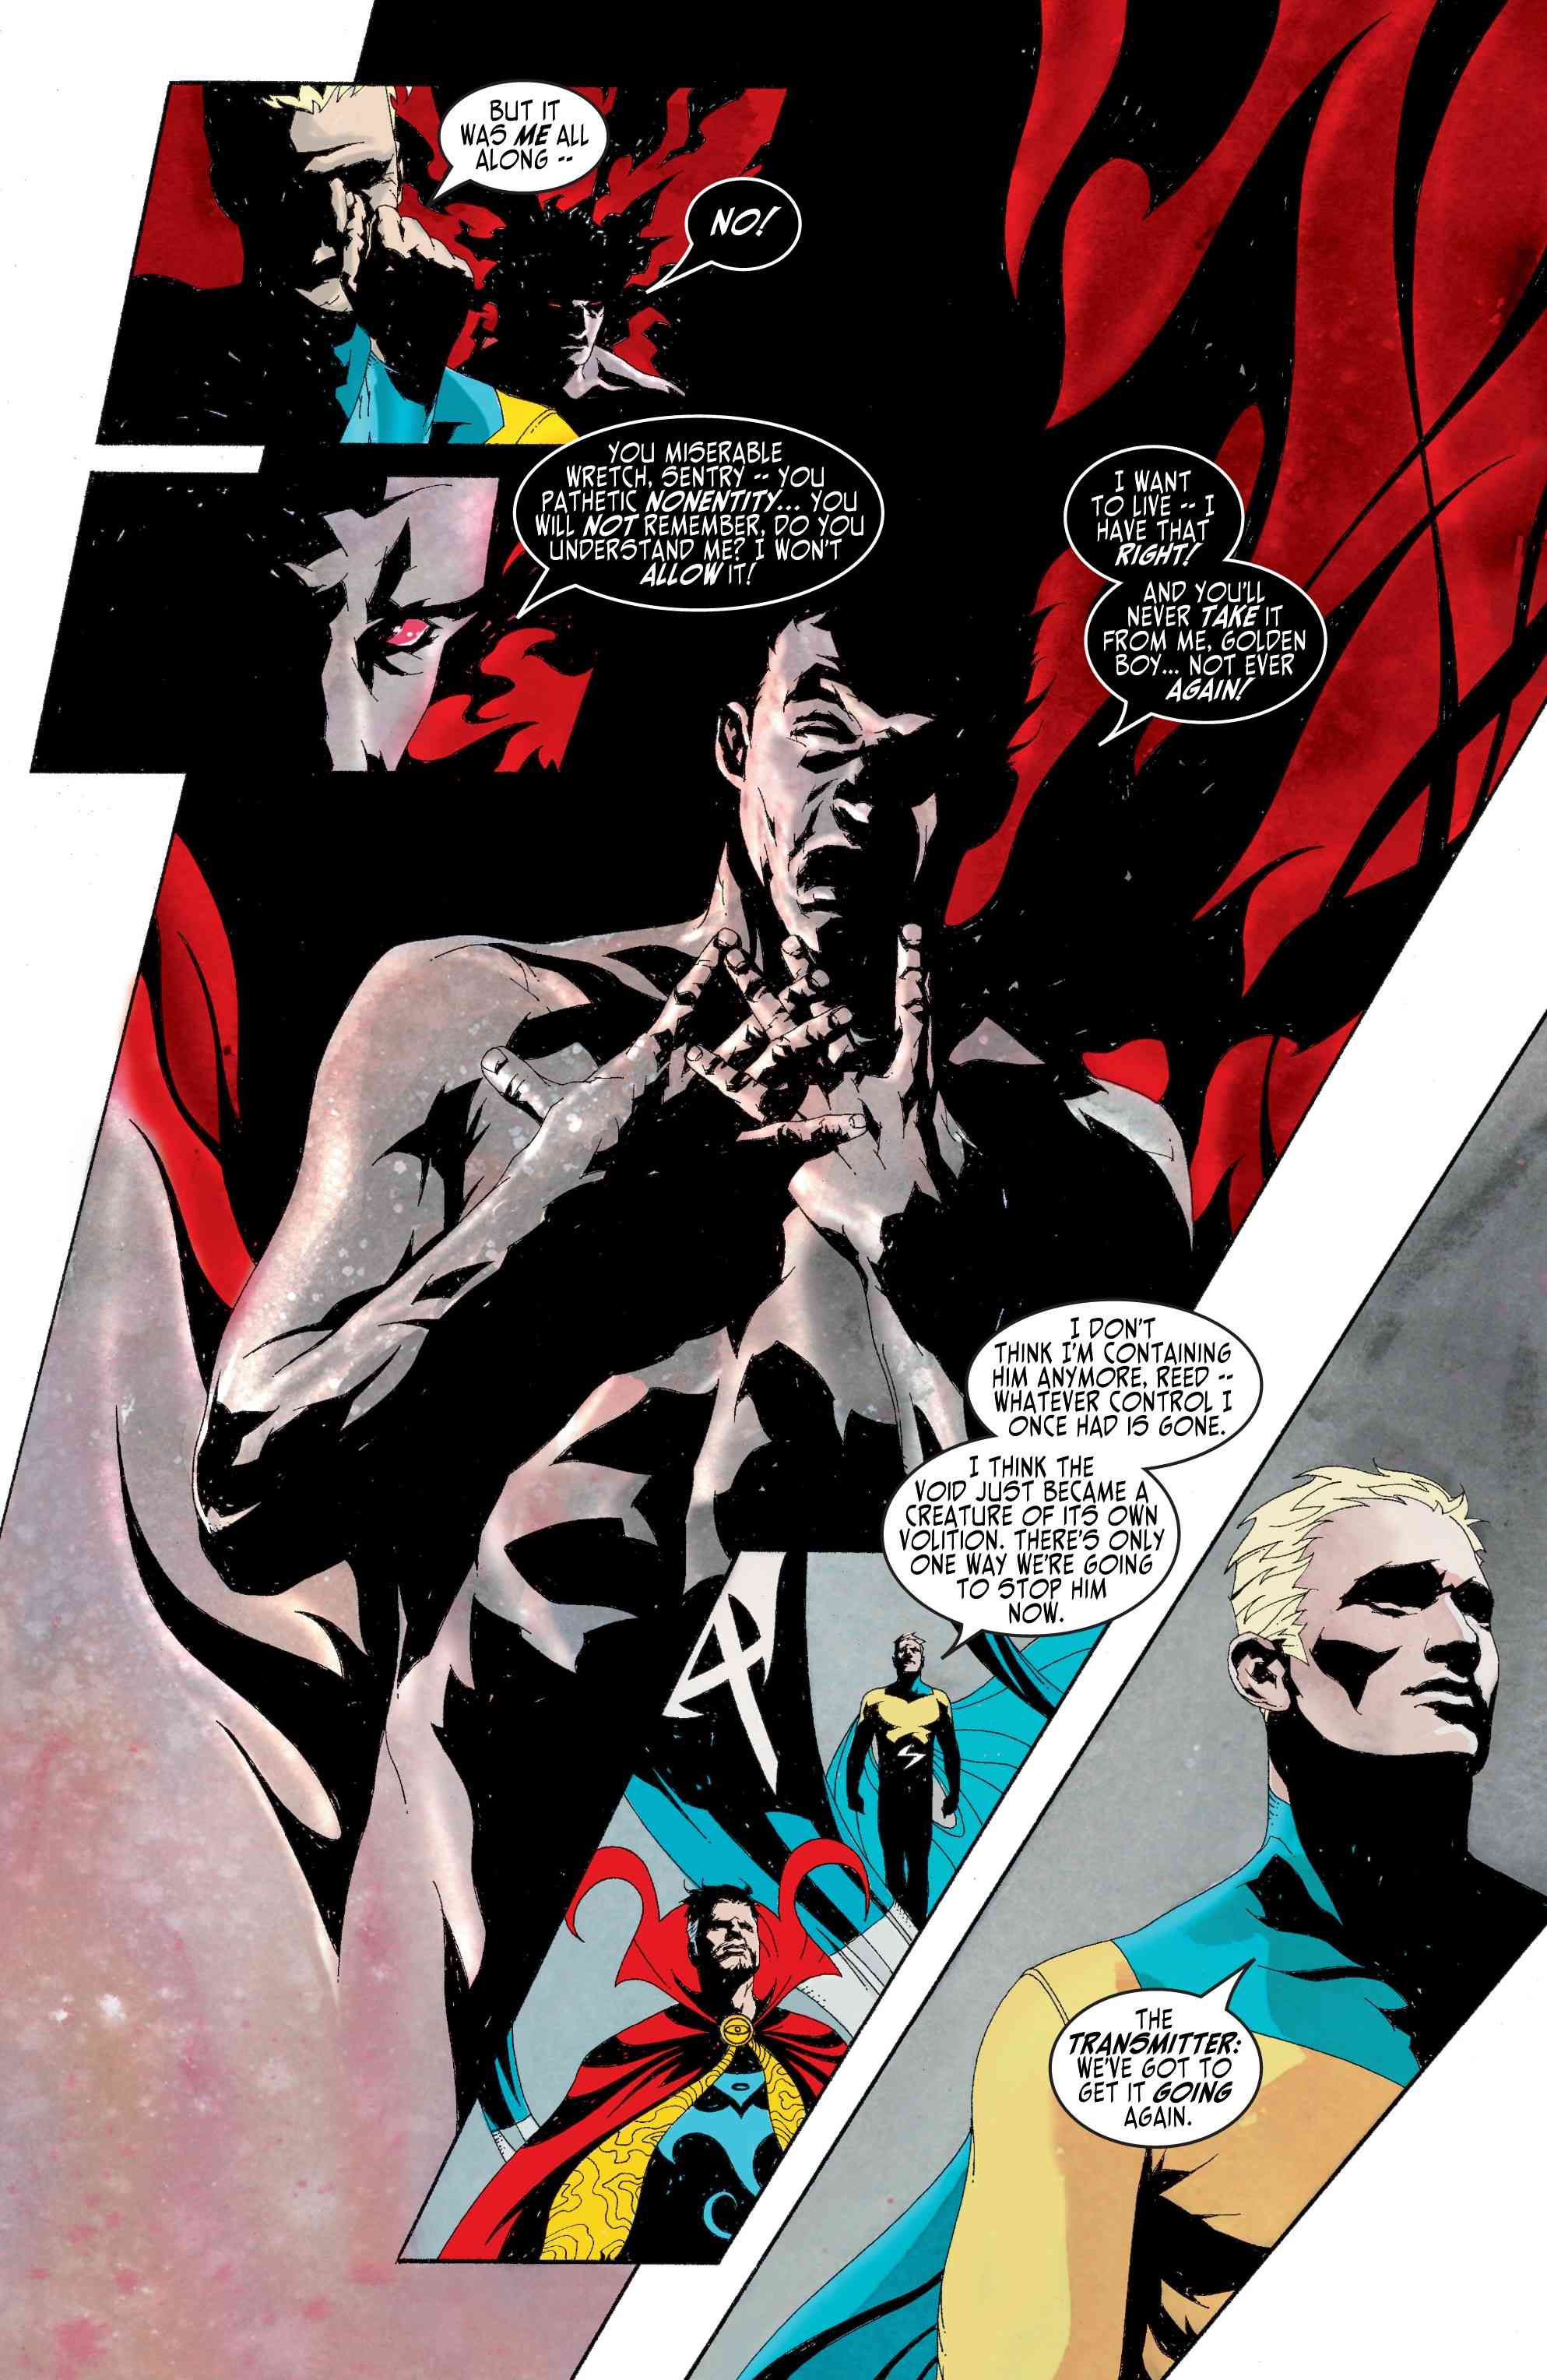 BUT IT
WAS ME ALL
ALONG --
NO!
YOU MISERABLE
WRETCH, SENTRY -- YOU
PATHETIC NONENTITY... YOU
WILL NOT REMEMBER, DO YOU
UNDERSTAND ME? I WON'T
ALLOW IT!
I WANT
TO LIVE -- I
HAVE THAT
RIGHT!
AND YOU'LL
NEVER TAKE IT
FROM ME, GOLDEN
BOY... NOT EVER
AGAIN!
I DON'T
THINK I'M CONTAINING
HIM ANYMORE, REED --
WHATEVER CONTROL I
ONCE HAD IS GONE.
I THINK THE
VOID JUST BECAME A
CREATURE OF ITS OWN
VOLITION. THERE'S ONLY
ONE WAY WE'RE GOING
TO STOP HIM
NOW.
S
THE
TRANSMITTER:
WE'VE GOT TO
GET IT GOING
AGAIN.